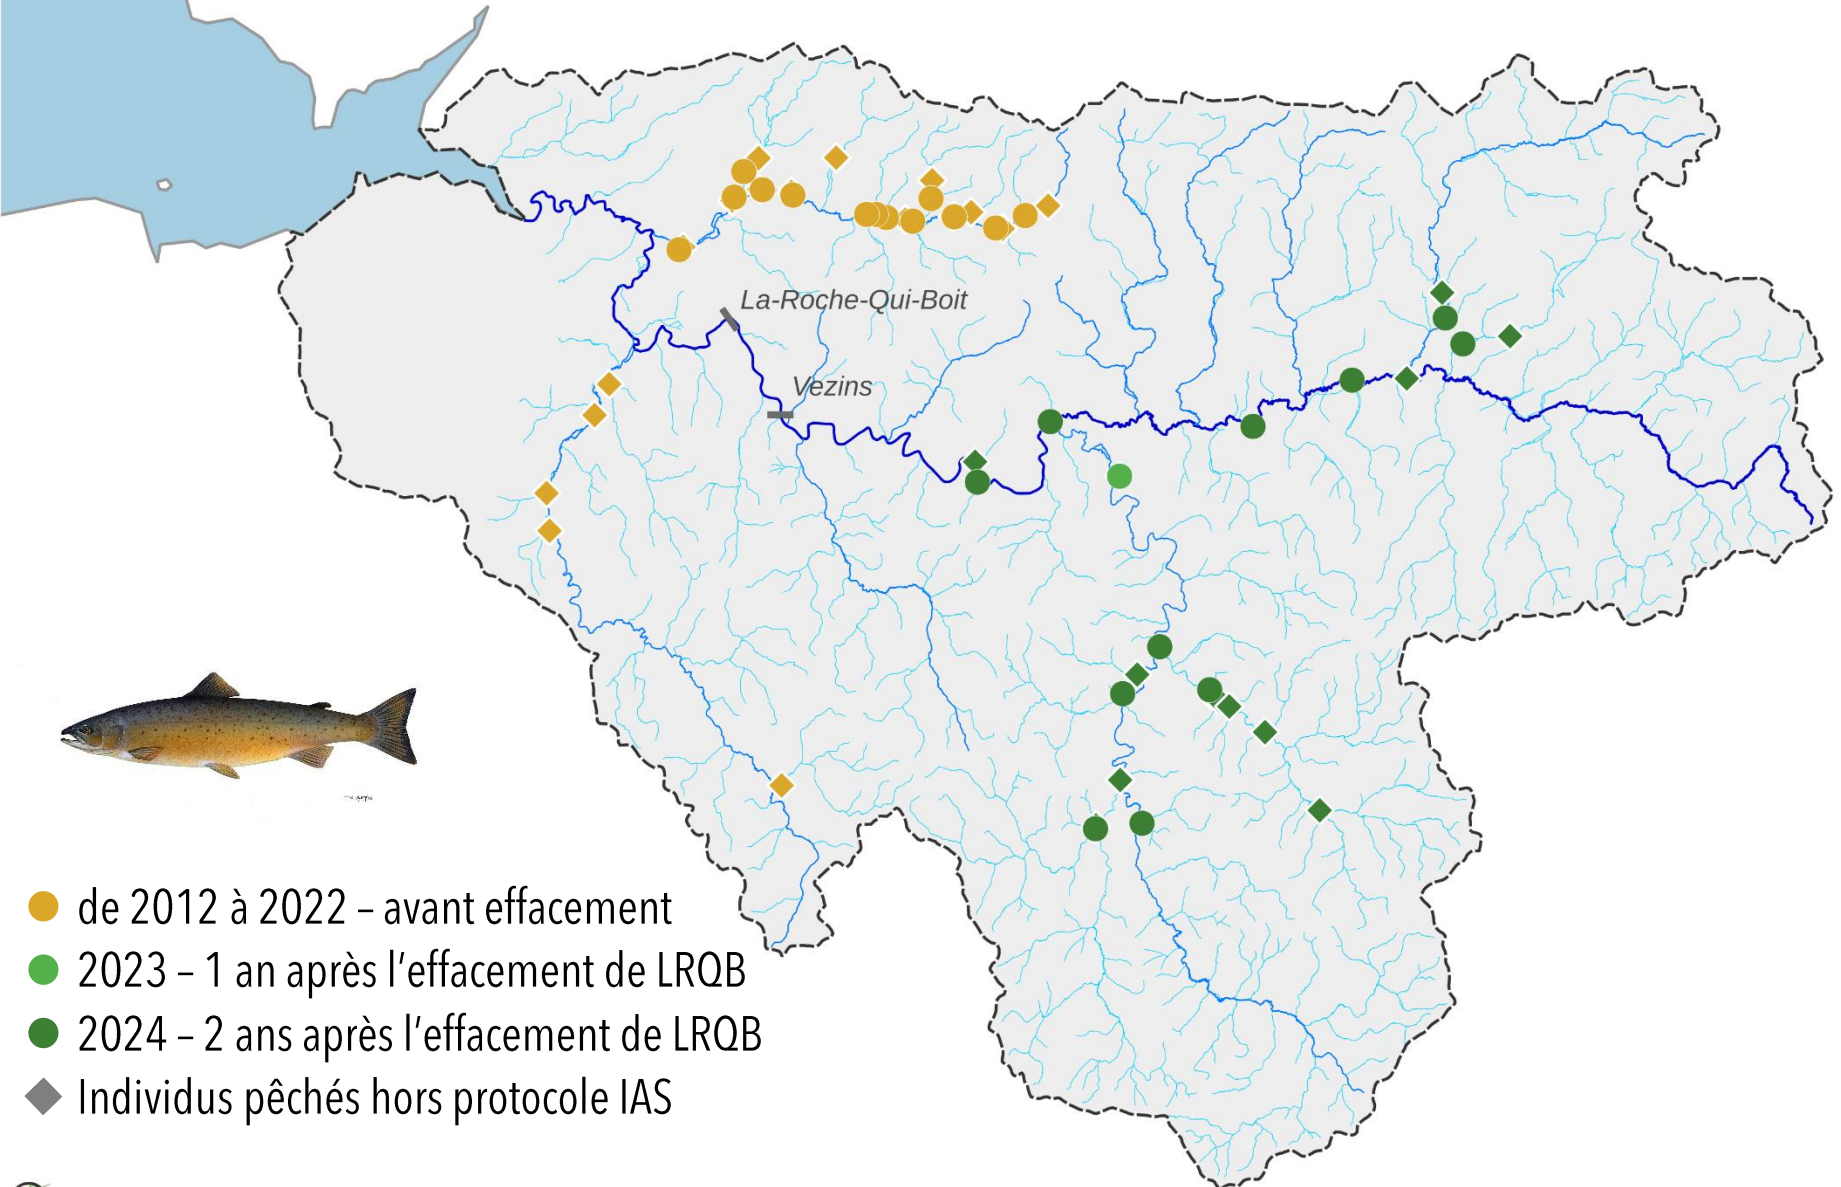 La-Roche-Qui-Boit
Vezins
de 2012 à 2022 – avant effacement
2023 – 1 an après l'effacement de LRQB
2024 – 2 ans après l'effacement de LRQB
Individus pêchés hors protocole IAS